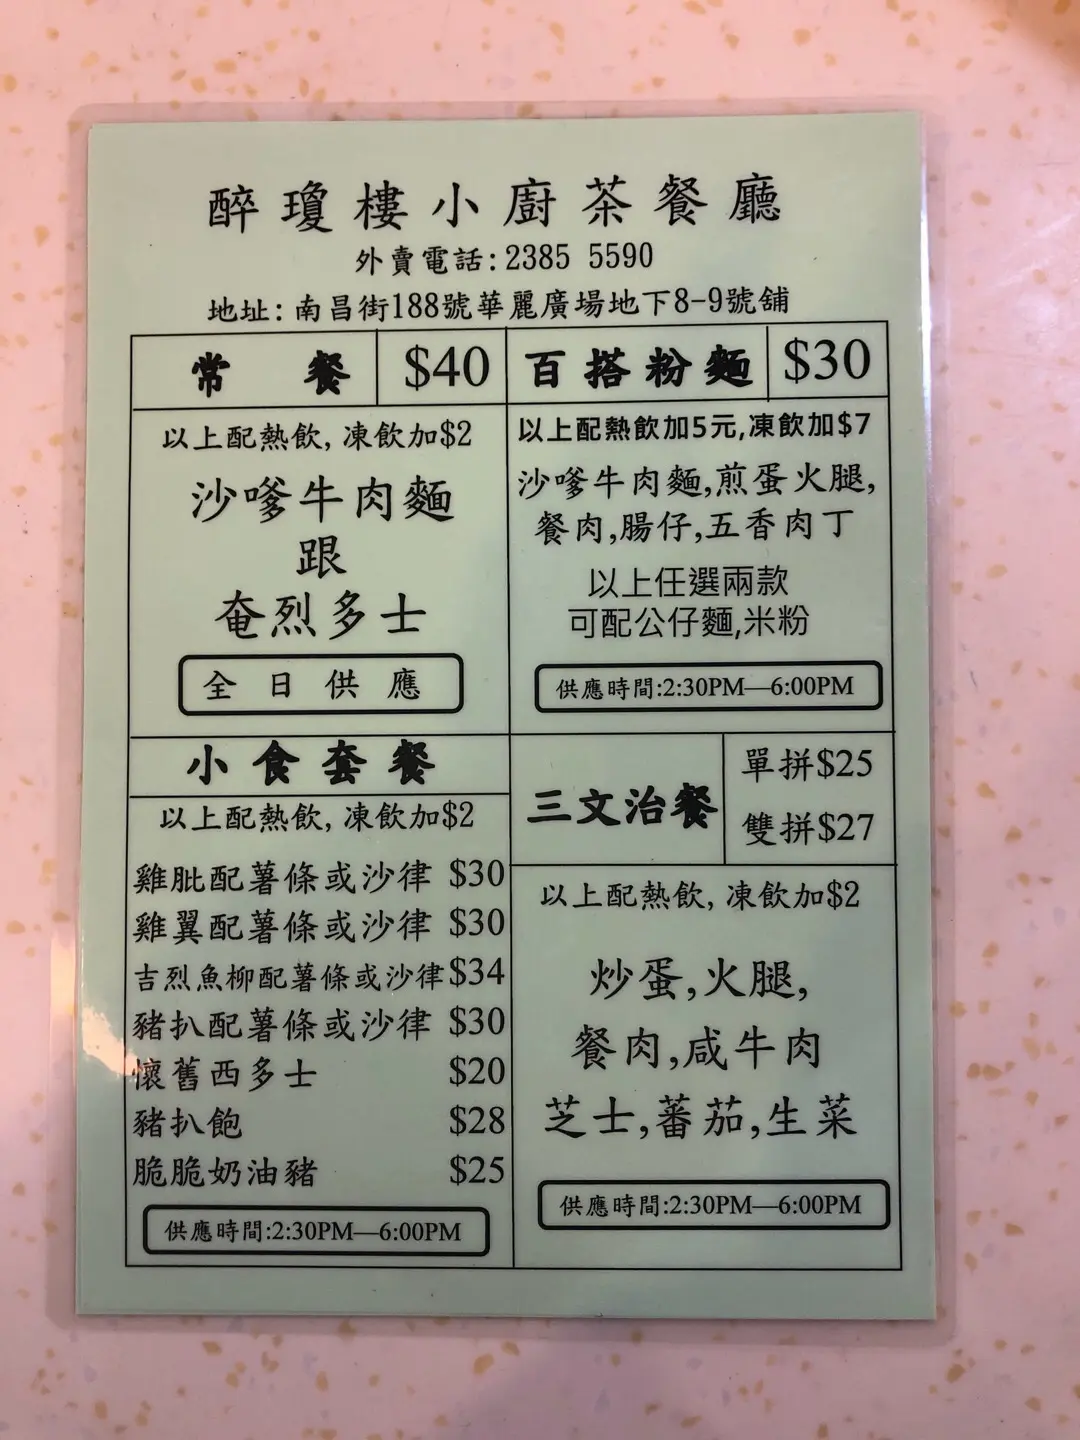 醉瓊樓小廚茶餐廳
外賣電話:2385 5590
地址:南昌街188號華麗廣場地下8-9號舖
常餐 $40
以上配熱飲,凍飲加$2
沙嗲牛肉麵
跟
奄烈多士
全日供應
百搭粉麵 $30
以上配熱飲加5元,凍飲加$7
沙嗲牛肉麵,煎蛋火腿,
餐肉,腸仔,五香肉丁
以上任選兩款
可配公仔麵,米粉
供應時間:2:30PM—6:00PM
小食套餐
以上配熱飲,凍飲加$2
雞肶配薯條或沙律 $30
雞翼配薯條或沙律 $30
吉烈魚柳配薯條或沙律 $34
豬扒配薯條或沙律 $30
懷舊西多士 $20
豬扒飽 $28
脆脆奶油豬 $25
供應時間:2:30PM—6:00PM
三文治餐
單拼$25
雙拼$27
以上配熱飲,凍飲加$2
炒蛋,火腿,
餐肉,咸牛肉
芝士,蕃茄,生菜
供應時間:2:30PM—6:00PM